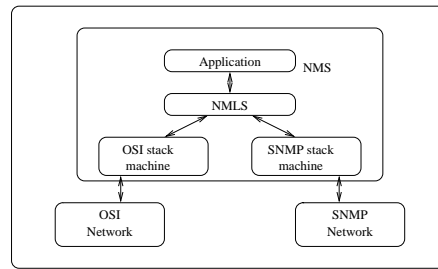 Application
NMS
NMLS
OSI stack
machine
SNMP stack
machine
OSI
Network
SNMP
Network